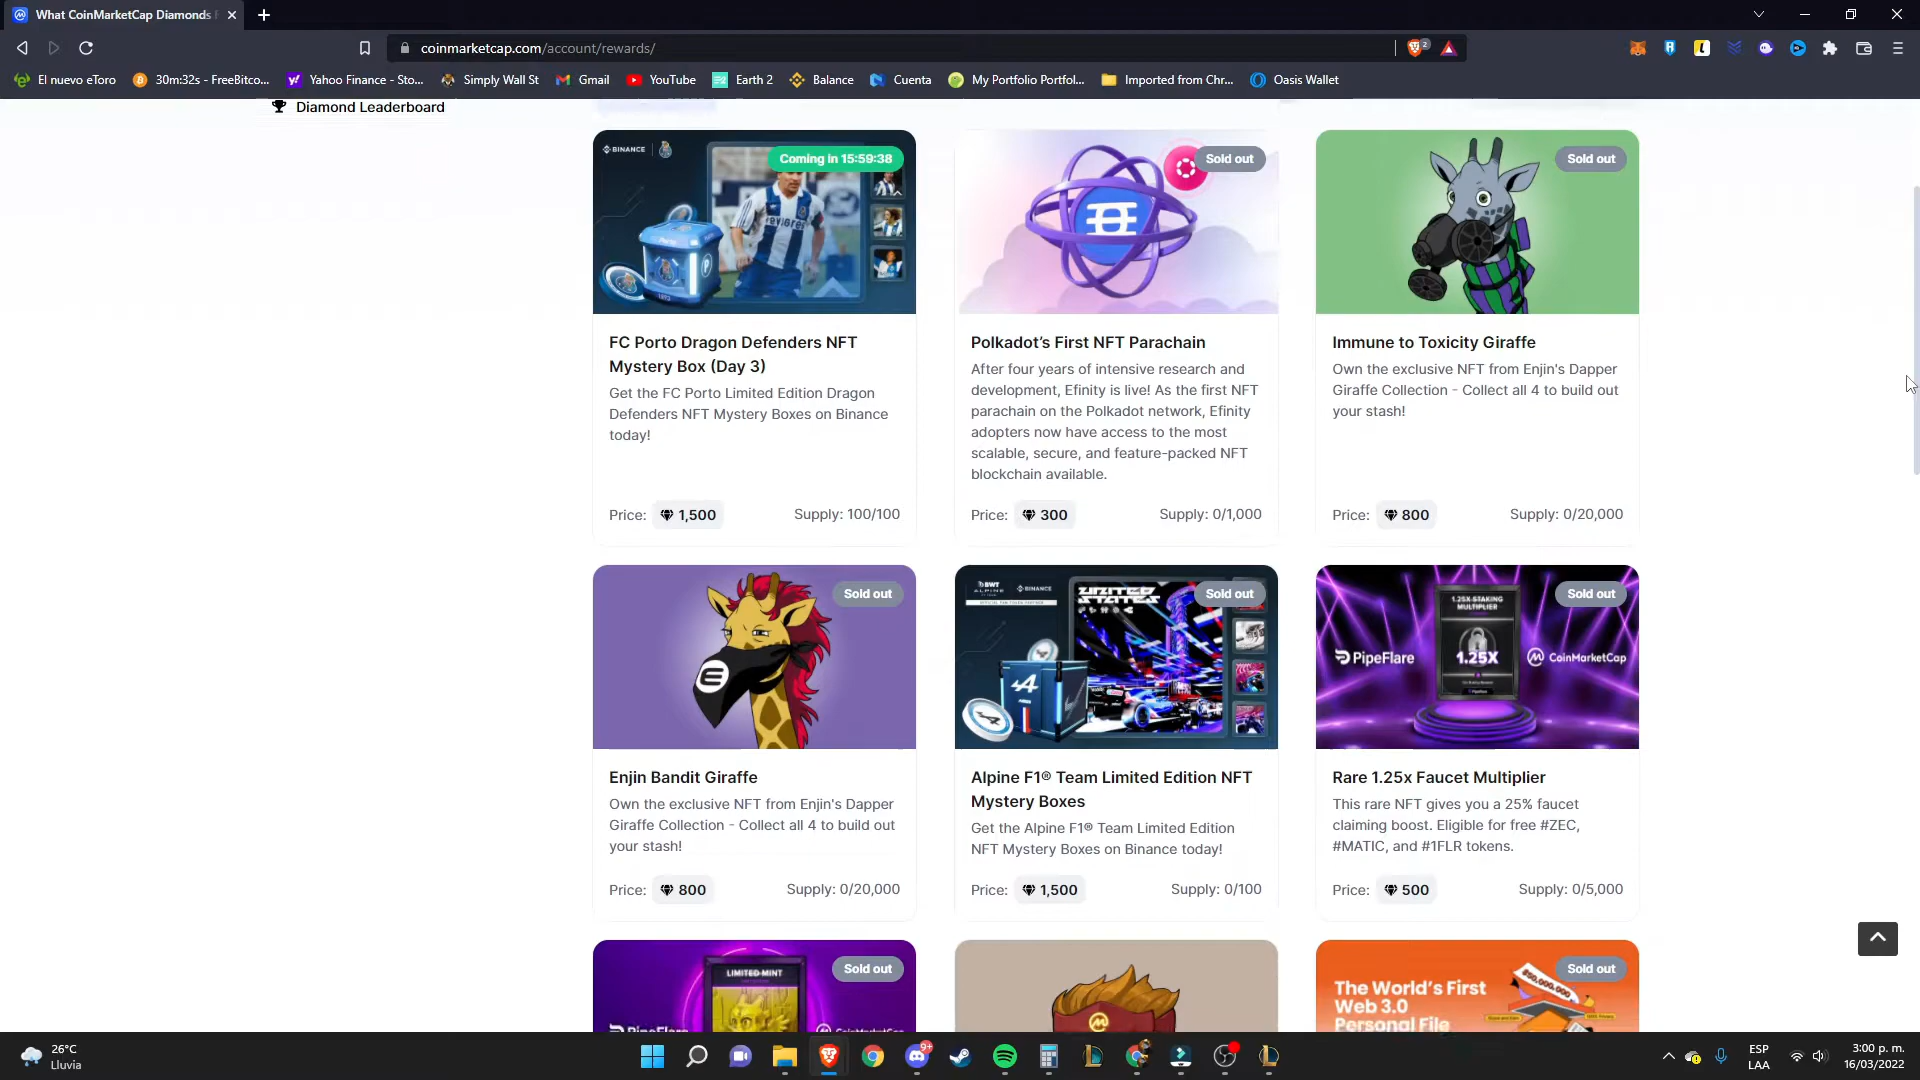 What CoinMarketCap Diamonds
coinmarketcap.com/account/rewards/
2
El nuevo eToro
30m:32s - FreeBitco...
Yahoo Finance - Sto...
Simply Wall St
Gmail
YouTube
Earth 2
Balance
Cuenta
My Portfolio Portfol...
Imported from Chr...
Oasis Wallet
Diamond Leaderboard
BINANCE
Coming in 15:59:38
Sold out
Sold out
FC Porto Dragon Defenders NFT
Mystery Box (Day 3)
Get the FC Porto Limited Edition Dragon
Defenders NFT Mystery Boxes on Binance
today!
Price: 1,500
Supply: 100/100
Polkadot’s First NFT Parachain
After four years of intensive research and
development, Efinity is live! As the first NFT
parachain on the Polkadot network, Efinity
adopters now have access to the most
scalable, secure, and feature-packed NFT
blockchain available.
Price: 300
Supply: 0/1,000
Immune to Toxicity Giraffe
Own the exclusive NFT from Enjin's Dapper
Giraffe Collection - Collect all 4 to build out
your stash!
Price: 800
Supply: 0/20,000
Sold out
BWT
ALPINE
BINANCE
UNITED
STATES
Sold out
1.25X STAKING
MULTIPLIER
1.25X
PipeFlare
CoinMarketCap
Sold out
Enjin Bandit Giraffe
Own the exclusive NFT from Enjin's Dapper
Giraffe Collection - Collect all 4 to build out
your stash!
Price: 800
Supply: 0/20,000
Alpine F1® Team Limited Edition NFT
Mystery Boxes
Get the Alpine F1® Team Limited Edition
NFT Mystery Boxes on Binance today!
Price: 1,500
Supply: 0/100
Rare 1.25x Faucet Multiplier
This rare NFT gives you a 25% faucet
claiming boost. Eligible for free #ZEC,
#MATIC, and #1FLR tokens.
Price: 500
Supply: 0/5,000
Sold out
LIMITED MINT
PipeFlare
CoinMarketCap
Sold out
The World’s First
Web 3.0
Personal File
$50,000,000
26°C
Lluvia
9+
ESP
LAA
3:00 p. m.
16/03/2022